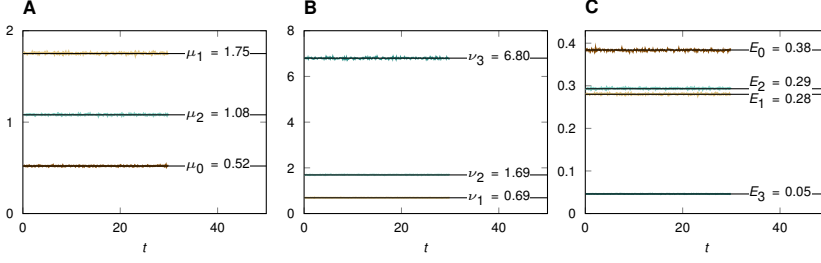 A
2
1
0
μ1 = 1.75
μ2 = 1.08
μ0 = 0.52
0 20 40
t
B
8
6
4
2
0
ν3 = 6.80
ν2 = 1.69
ν1 = 0.69
0 20 40
t
C
0.4
0.3
0.2
0.1
0
E0 = 0.38
E2 = 0.29
E1 = 0.28
E3 = 0.05
0 20 40
t